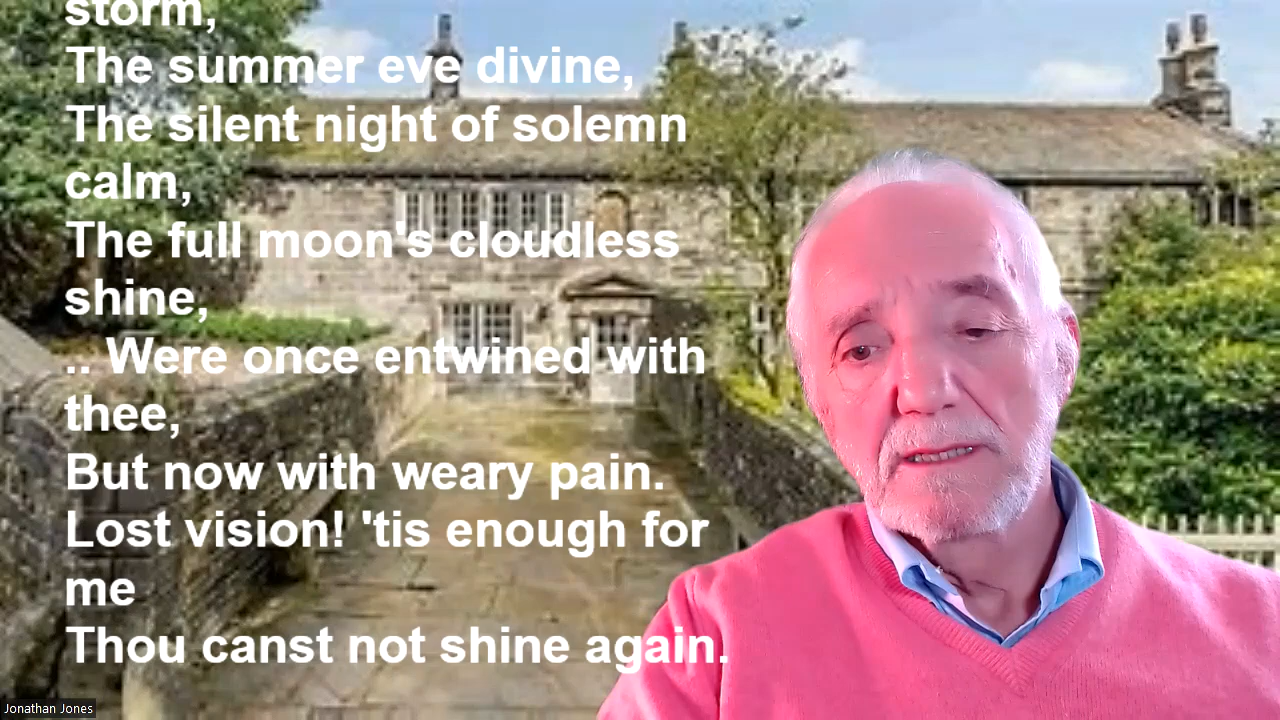 storm,
The summer eve divine,
The silent night of solemn
calm,
The full moon's cloudless
shine,
.. Were once entwined with
thee,
But now with weary pain.
Lost vision! 'tis enough for
me
Thou canst not shine again.
Jonathan Jones